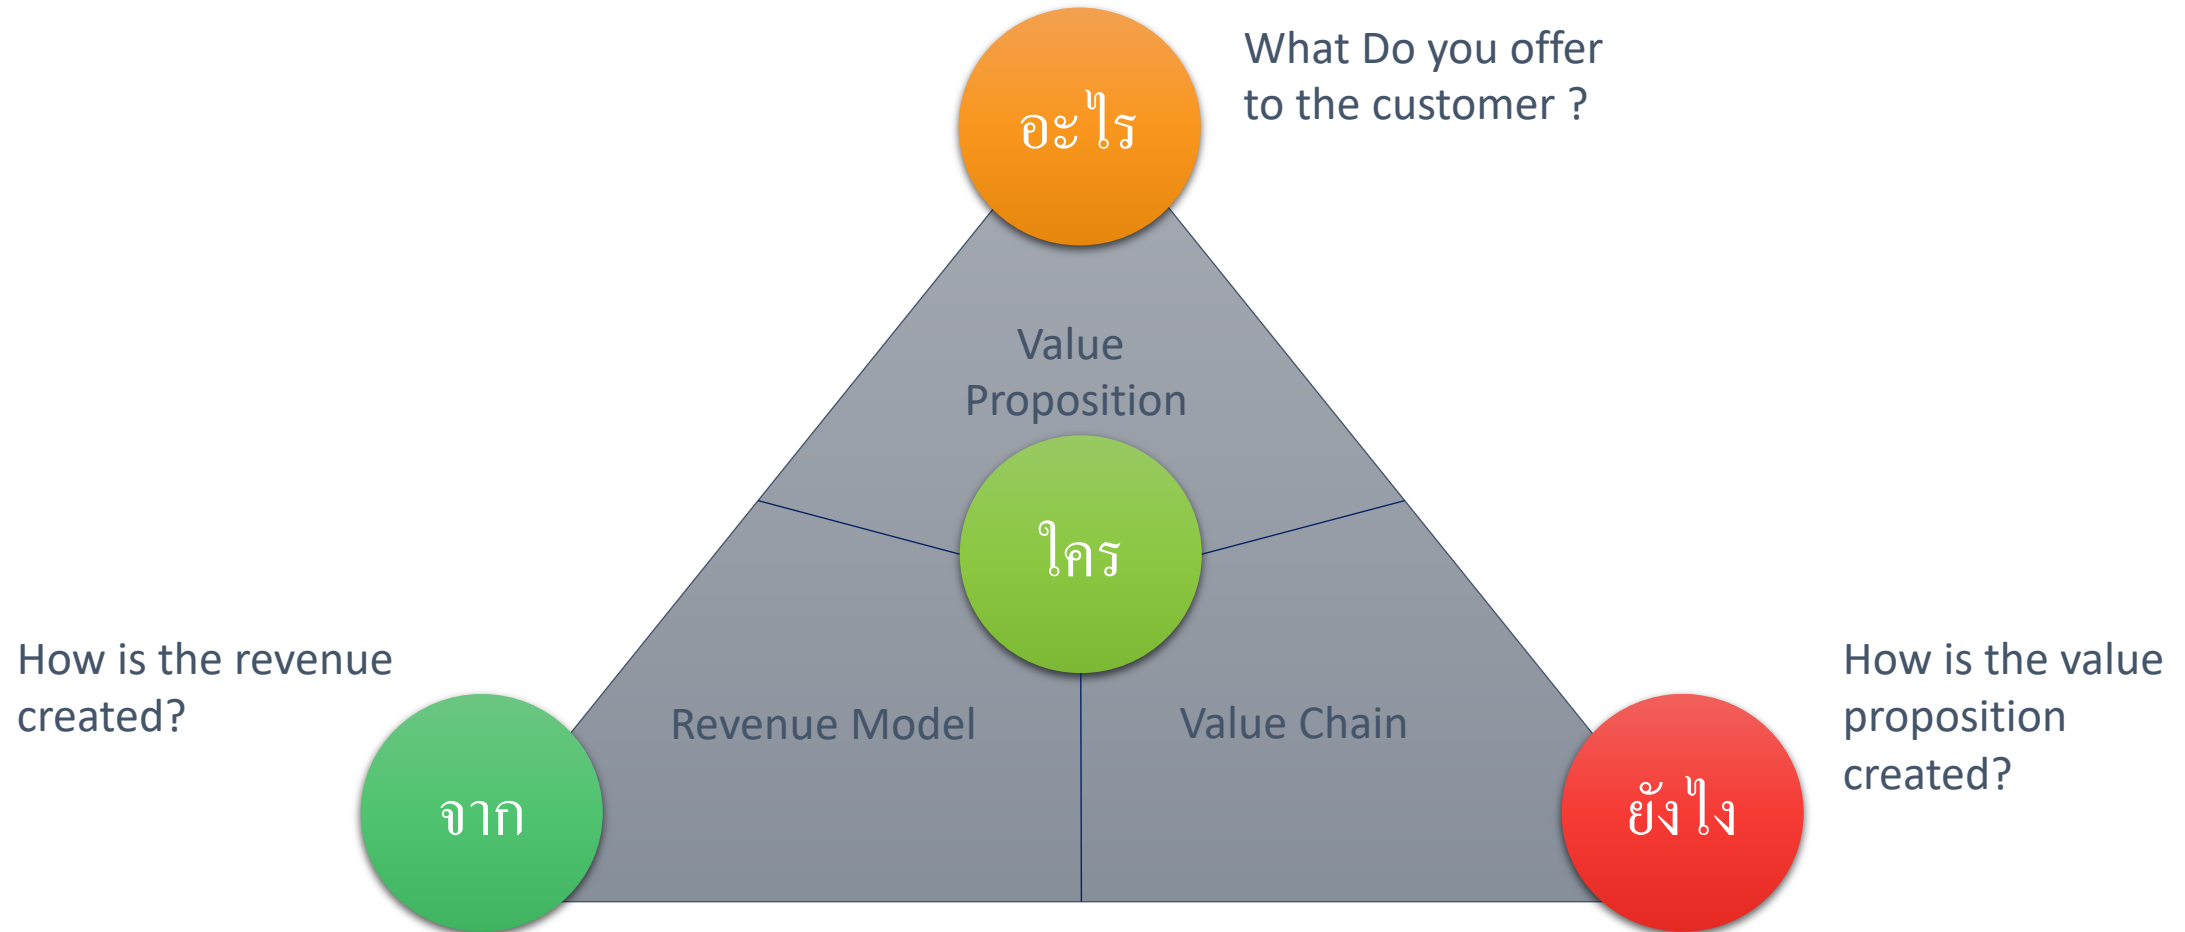 What Do you offer
to the customer ?
อะไร
Value
Proposition
ใคร
How is the revenue
created?
How is the value
proposition
created?
Revenue Model
Value Chain
จาก
ยังไง